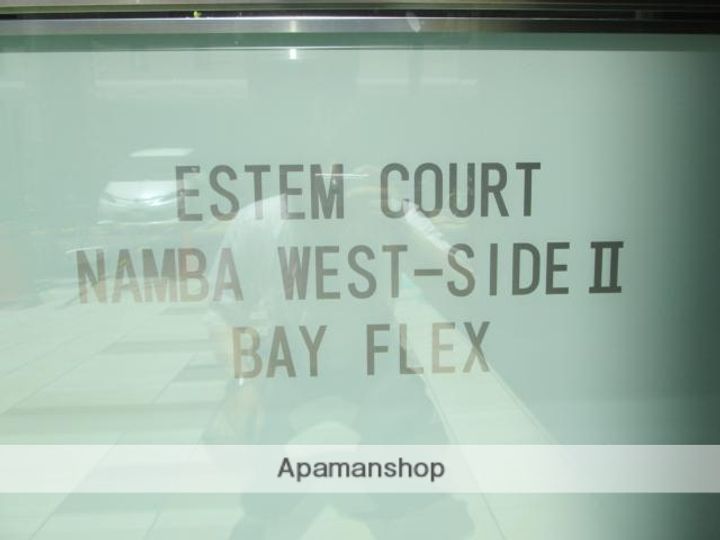 ESTEM COURT
NAMBA WEST-SIDE Ⅱ
BAY FLEX
Apamanshop